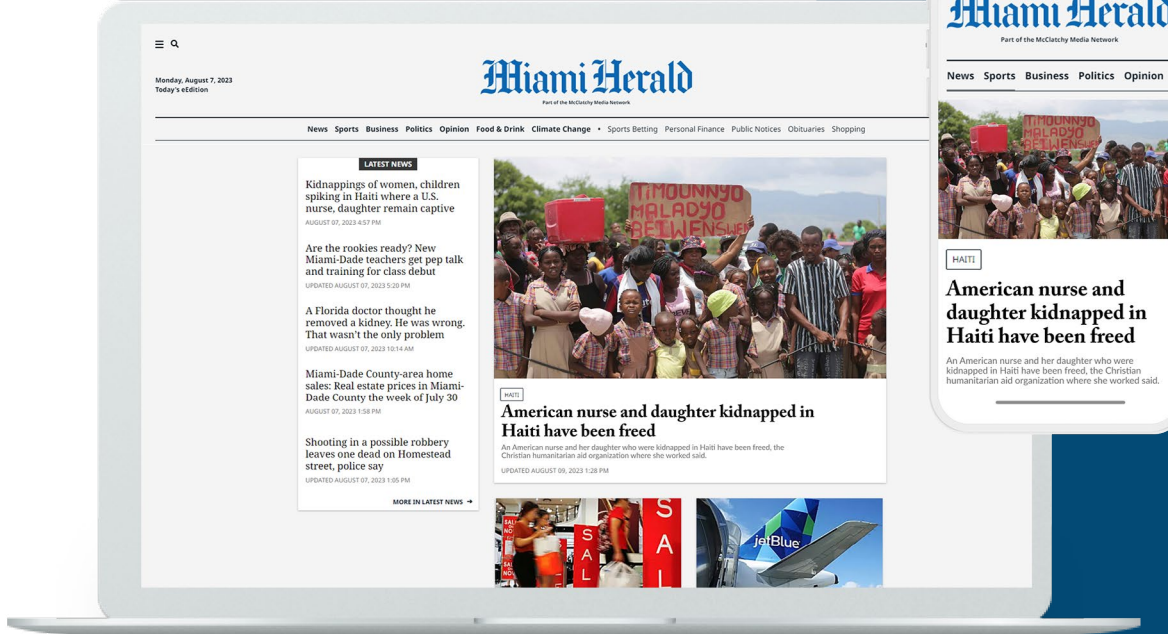 Monday, August 7, 2023
Today's eEdition
Miami Herald
Part of the McClatchy Media Network
News Sports Business Politics Opinion Food & Drink Climate Change • Sports Betting Personal Finance Public Notices Obituaries Shopping
LATEST NEWS
Kidnappings of women, children
spiking in Haiti where a U.S.
nurse, daughter remain captive
AUGUST 07, 2023 4:57 PM
Are the rookies ready? New
Miami-Dade teachers get pep talk
and training for class debut
UPDATED AUGUST 07, 2023 5:20 PM
A Florida doctor thought he
removed a kidney. He was wrong.
That wasn't the only problem
UPDATED AUGUST 07, 2023 10:14 AM
Miami-Dade County-area home
sales: Real estate prices in Miami-
Dade County the week of July 30
AUGUST 07, 2023 1:58 PM
Shooting in a possible robbery
leaves one dead on Homestead
street, police say
UPDATED AUGUST 07, 2023 1:05 PM
MORE IN LATEST NEWS →
TIMOUNNYO
MALADYO
BEZWENSWEN
HAITI
American nurse and daughter kidnapped in
Haiti have been freed
An American nurse and her daughter who were kidnapped in Haiti have been freed, the
Christian humanitarian aid organization where she worked said.
UPDATED AUGUST 09, 2023 1:28 PM
SALE
NOW
SAL
S
A
jetBlue
Miami Herald
Part of the McClatchy Media Network
News Sports Business Politics Opinion
TIMOUNNYO
MALADYO
HAITI
American nurse and
daughter kidnapped in
Haiti have been freed
An American nurse and her daughter who were
kidnapped in Haiti have been freed, the Christian
humanitarian aid organization where she worked said.